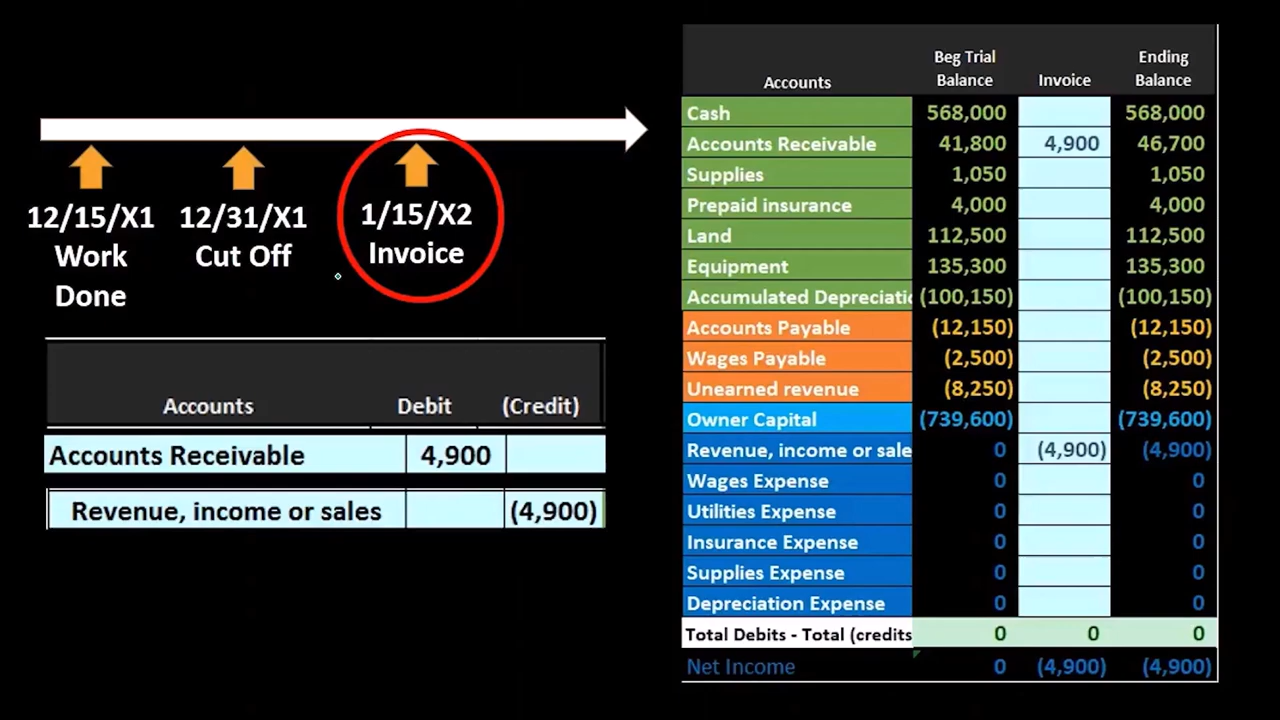 12/15/X1
Work
Done
12/31/X1
Cut Off
1/15/X2
Invoice
Accounts Debit (Credit)
Accounts Receivable 4,900
Revenue, income or sales (4,900)
Accounts Beg Trial Balance Invoice Ending Balance
Cash 568,000 568,000
Accounts Receivable 41,800 4,900 46,700
Supplies 1,050 1,050
Prepaid insurance 4,000 4,000
Land 112,500 112,500
Equipment 135,300 135,300
Accumulated Depreciatic (100,150) (100,150)
Accounts Payable (12,150) (12,150)
Wages Payable (2,500) (2,500)
Unearned revenue (8,250) (8,250)
Owner Capital (739,600) (739,600)
Revenue, income or sale 0 (4,900) (4,900)
Wages Expense 0 0
Utilities Expense 0 0
Insurance Expense 0 0
Supplies Expense 0 0
Depreciation Expense 0 0
Total Debits - Total (credits 0 0 0
Net Income 0 (4,900) (4,900)